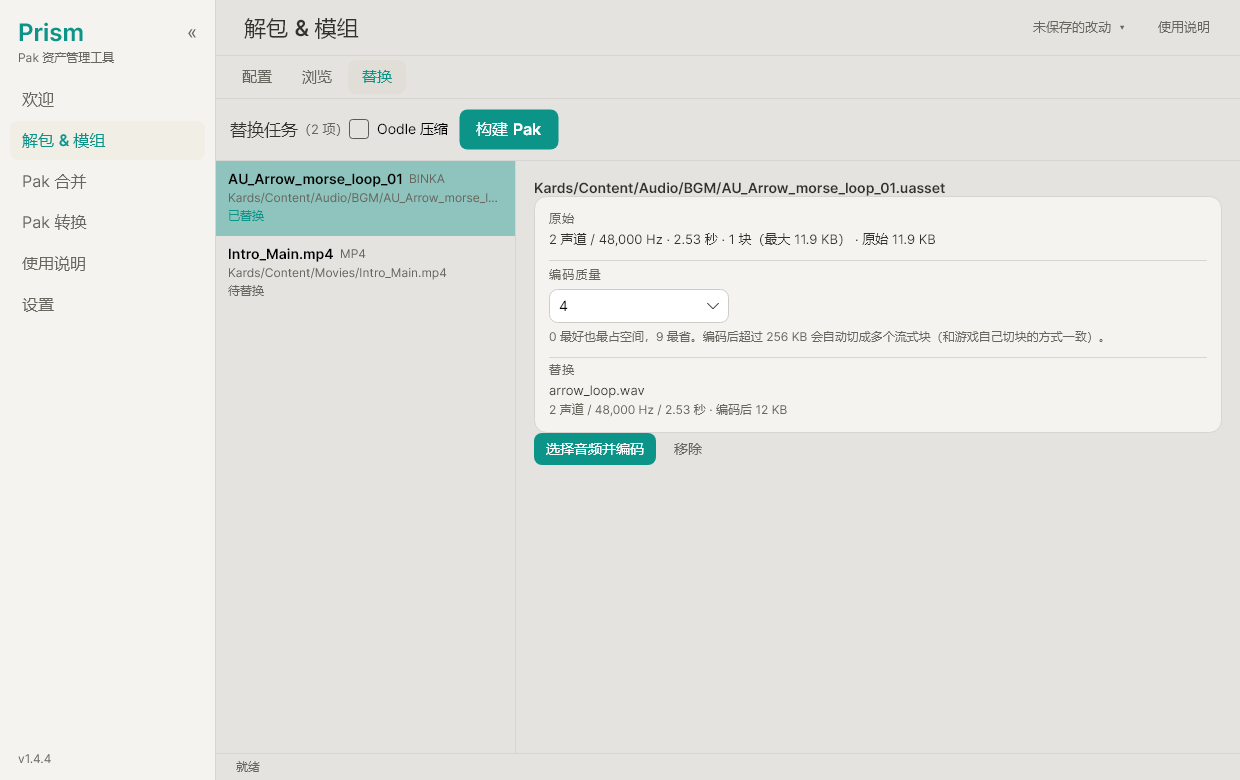 Prism
«
Pak 资产管理工具
欢迎
解包 & 模组
Pak 合并
Pak 转换
使用说明
设置
v1.4.4
解包 & 模组
未保存的改动
使用说明
配置 浏览 替换
替换任务 (2 项) Oodle 压缩 构建 Pak
AU_Arrow_morse_loop_01 BINKA
Kards/Content/Audio/BGM/AU_Arrow_morse_l...
已替换
Intro_Main.mp4 MP4
Kards/Content/Movies/Intro_Main.mp4
待替换
Kards/Content/Audio/BGM/AU_Arrow_morse_loop_01.uasset
原始
2 声道 / 48,000 Hz · 2.53 秒 · 1 块（最大 11.9 KB） · 原始 11.9 KB
编码质量
4
0 最好也最占空间，9 最省。编码后超过 256 KB 会自动切成多个流式块（和游戏自己切块的方式一致）。
替换
arrow_loop.wav
2 声道 / 48,000 Hz / 2.53 秒 · 编码后 12 KB
选择音频并编码 移除
就绪